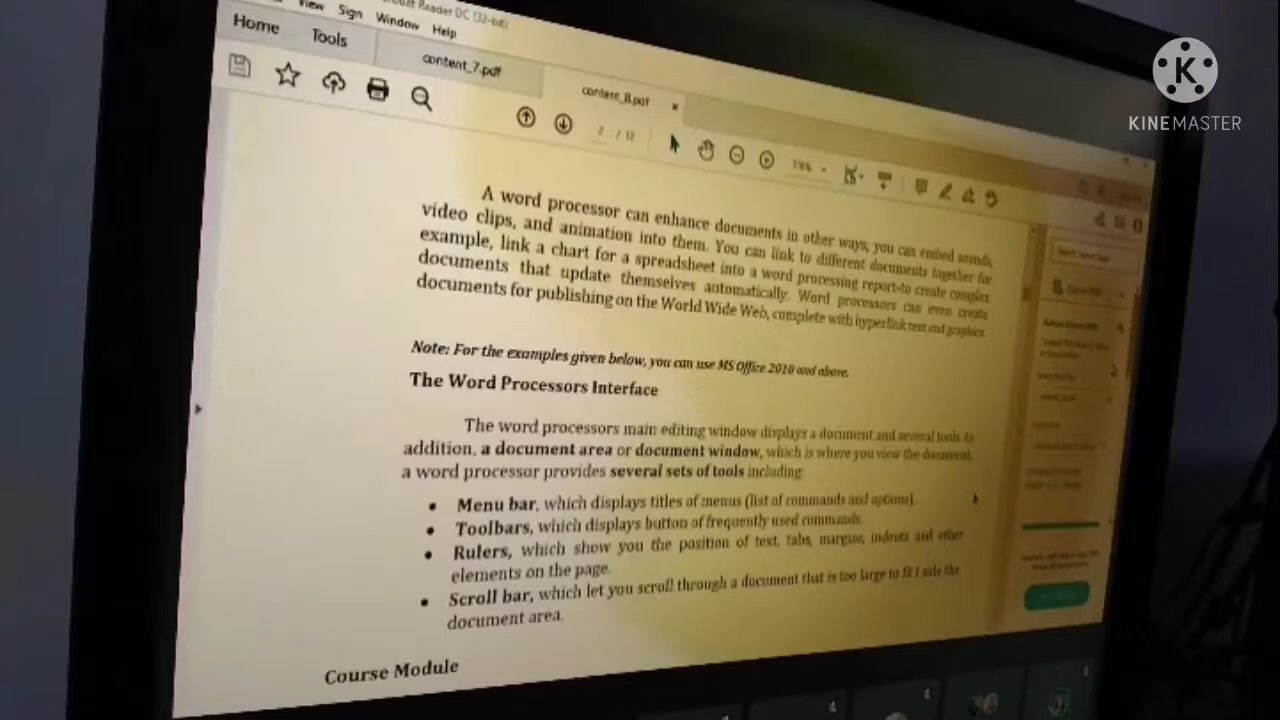 View Sign Window Help
Reader DC (32-bit)
Home Tools
content_7.pdf
content_8.pdf
2 / 12
KINEMASTER
A word processor can enhance documents in other ways; you can embed sounds,
video clips, and animation into them. You can link to different documents together for
example, link a chart for a spreadsheet into a word processing report-to create complex
documents that update themselves automatically. Word processors can even create
documents for publishing on the World Wide Web, complete with hyperlink text and graphics.
Note: For the examples given below, you can use MS Office 2010 and above.
The Word Processors Interface
The word processors main editing window displays a document and several tools. In
addition, a document area or document window, which is where you view the document,
a word processor provides several sets of tools including:
• Menu bar, which displays titles of menus (list of commands and options).
• Toolbars, which displays button of frequently used commands.
• Rulers, which show you the position of text, tabs, margins, indents and other
elements on the page.
• Scroll bar, which let you scroll through a document that is too large to fit I side the
document area.
Course Module